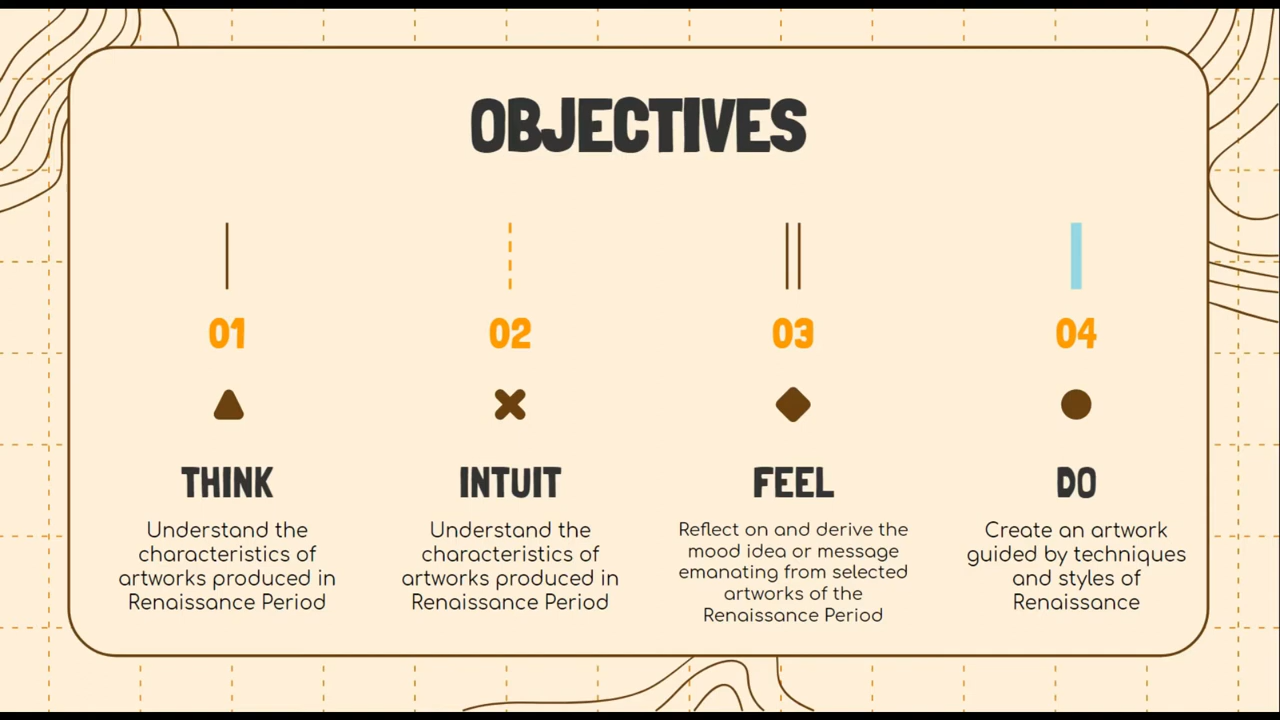 OBJECTIVES
01
02
03
04
THINK
INTUIT
FEEL
DO
Understand the
characteristics of
artworks produced in
Renaissance Period
Understand the
characteristics of
artworks produced in
Renaissance Period
Reflect on and derive the
mood idea or message
emanating from selected
artworks of the
Renaissance Period
Create an artwork
guided by techniques
and styles of
Renaissance